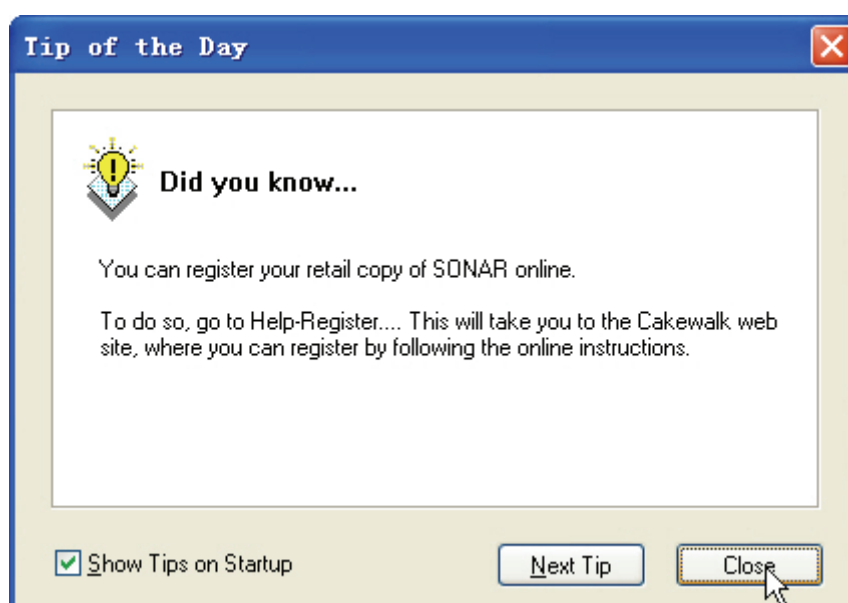 Tip of the Day
Did you know...
You can register your retail copy of SONAR online.
To do so, go to Help-Register.... This will take you to the Cakewalk web
site, where you can register by following the online instructions.
Show Tips on Startup
Next Tip
Close